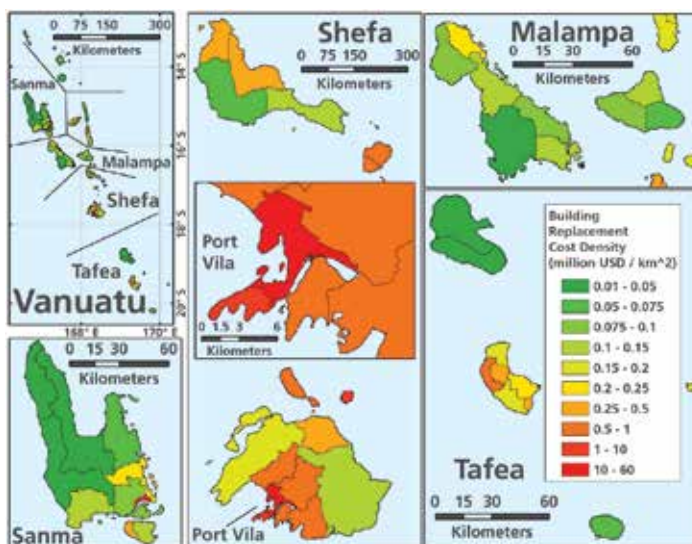 0 75 150 300
Kilometers
Sanma
Malampa
Shefa
Tafea
Vanuatu
168° E 170° E
14° S
16° S
18° S
20° S
Shefa
0 75 150 300
Kilometers
Port
Vila
0 1.5 3 6
Kilometers
Port Vila
Malampa
0 15 30 60
Kilometers
Building
Replacement
Cost Density
(million USD / km^2)
0.01 - 0.05
0.05 - 0.075
0.075 - 0.1
0.1 - 0.15
0.15 - 0.2
0.2 - 0.25
0.25 - 0.5
0.5 - 1
1 - 10
10 - 60
Tafea
0 15 30 60
Kilometers
0 15 30 60
Kilometers
Sanma